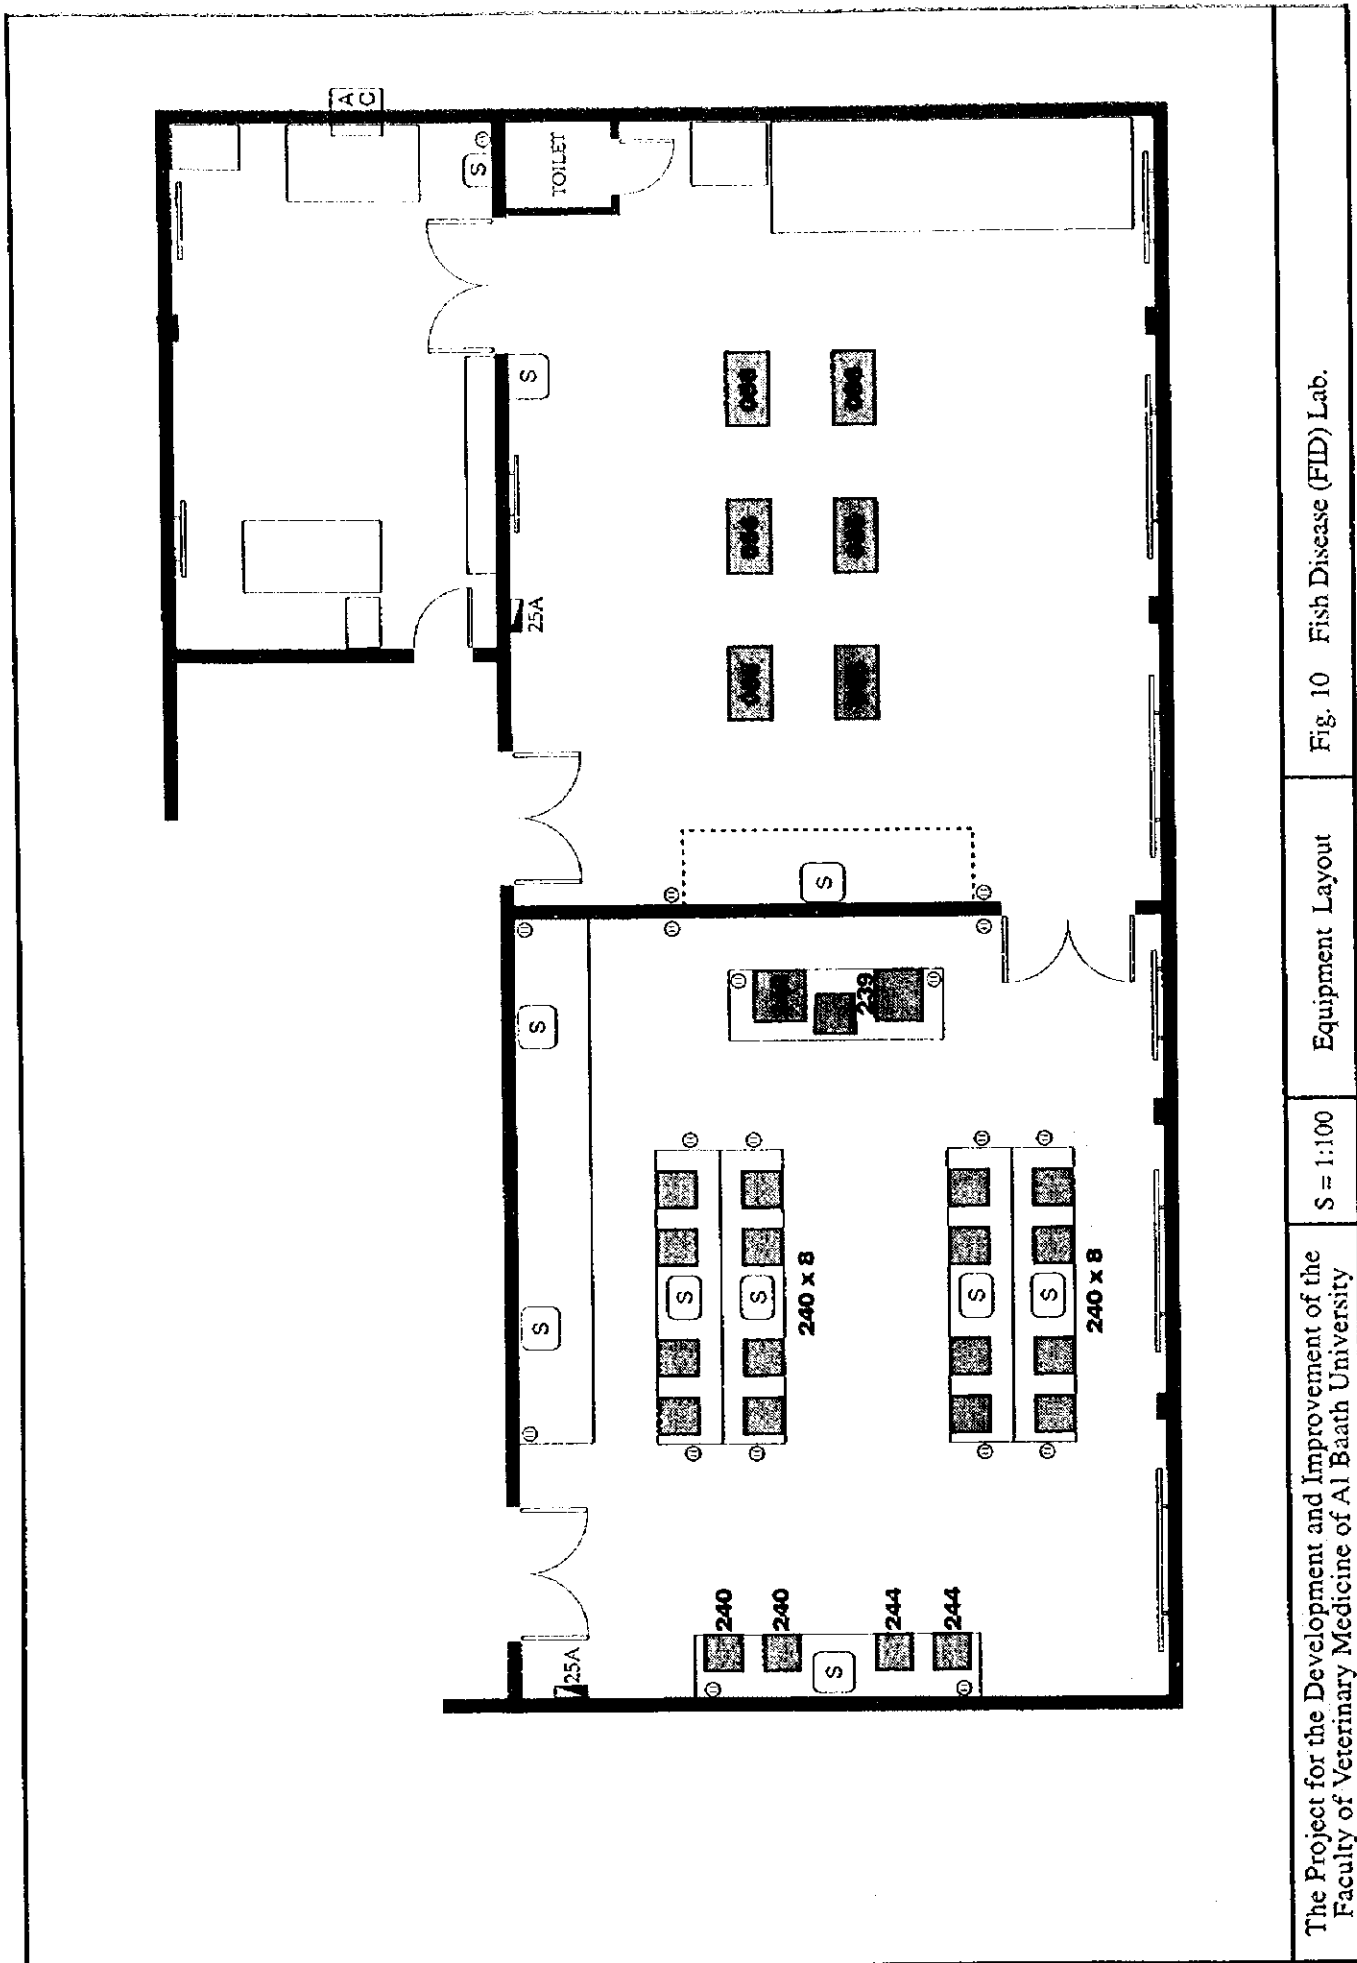 A
C
S
S
TOILET
25A
S
S
25A
S
240
S
240
240 x 8
S
S
239
244
244
S
S
240 x 8
The Project for the Development and Improvement of the
Faculty of Veterinary Medicine of Al Baath University
S = 1:100
Equipment Layout
Fig. 10 Fish Disease (FID) Lab.